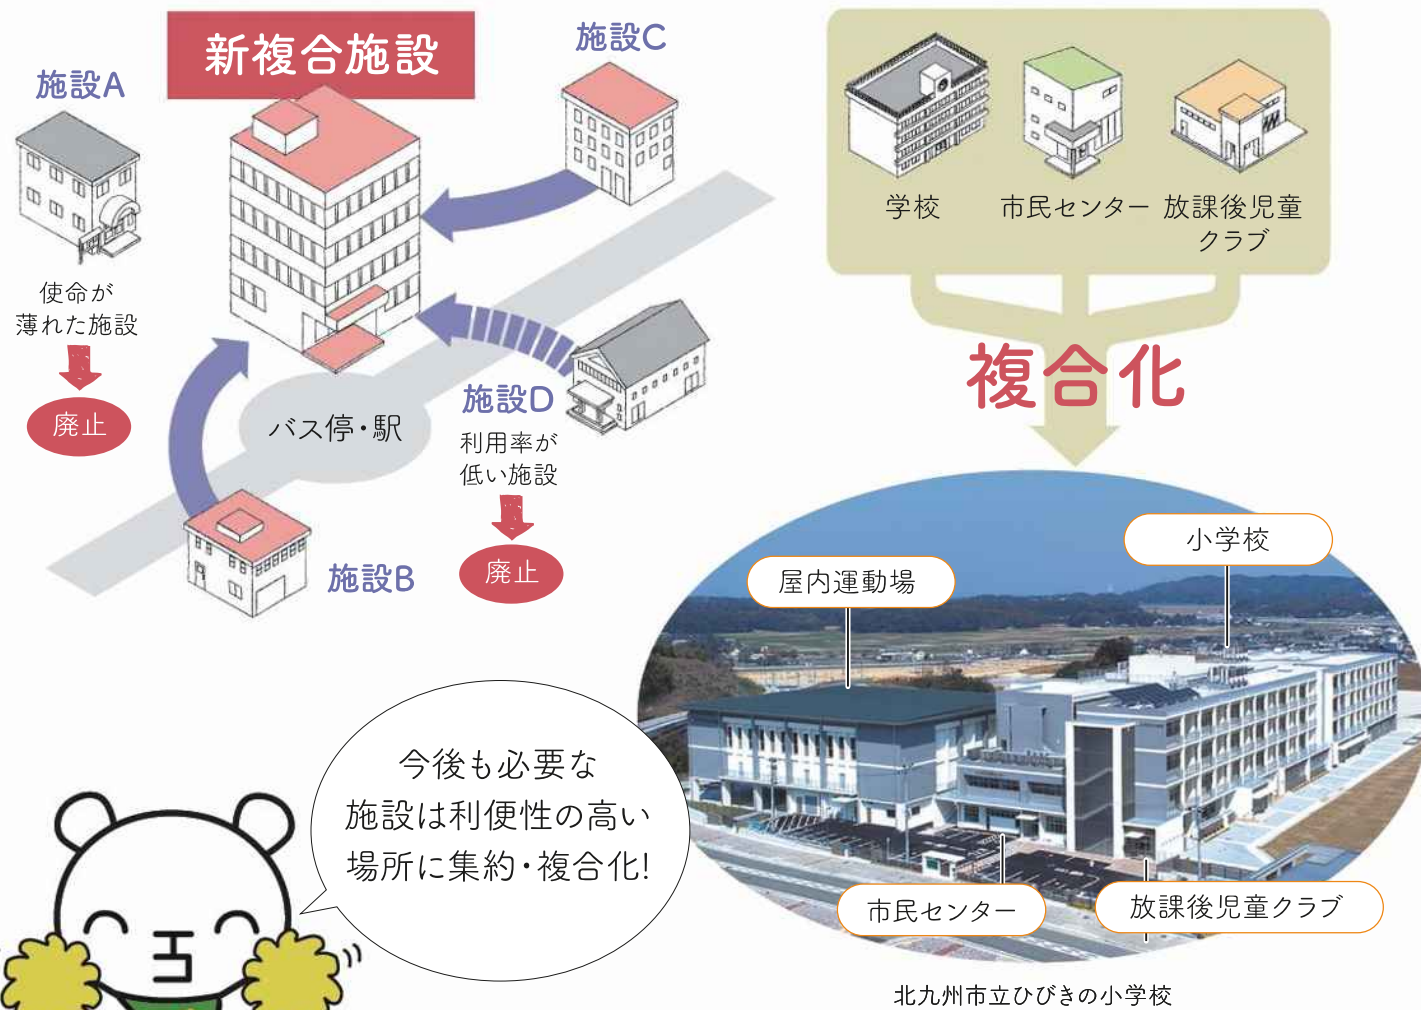 新複合施設
施設A
施設C
使命が
薄れた施設
廃止
バス停・駅
施設D
利用率が
低い施設
廃止
施設B
学校
市民センター
放課後児童
クラブ
複合化
小学校
屋内運動場
市民センター
放課後児童クラブ
北九州市立ひびきの小学校
今後も必要な
施設は利便性の高い
場所に集約・複合化!